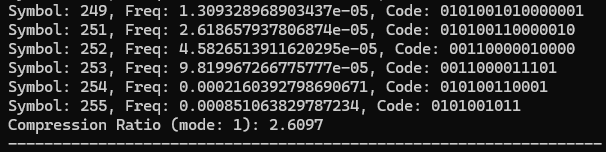 Symbol: 249, Freq: 1.309328968903437e-05, Code: 0101001010000001
Symbol: 251, Freq: 2.618657937806874e-05, Code: 010100110000010
Symbol: 252, Freq: 4.5826513911620295e-05, Code: 00110000010000
Symbol: 253, Freq: 9.819967266775777e-05, Code: 0011000011101
Symbol: 254, Freq: 0.0002160392798690671, Code: 010100110001
Symbol: 255, Freq: 0.000851063829787234, Code: 0101001011
Compression Ratio (mode: 1): 2.6097
--------------------------------------------------------------------